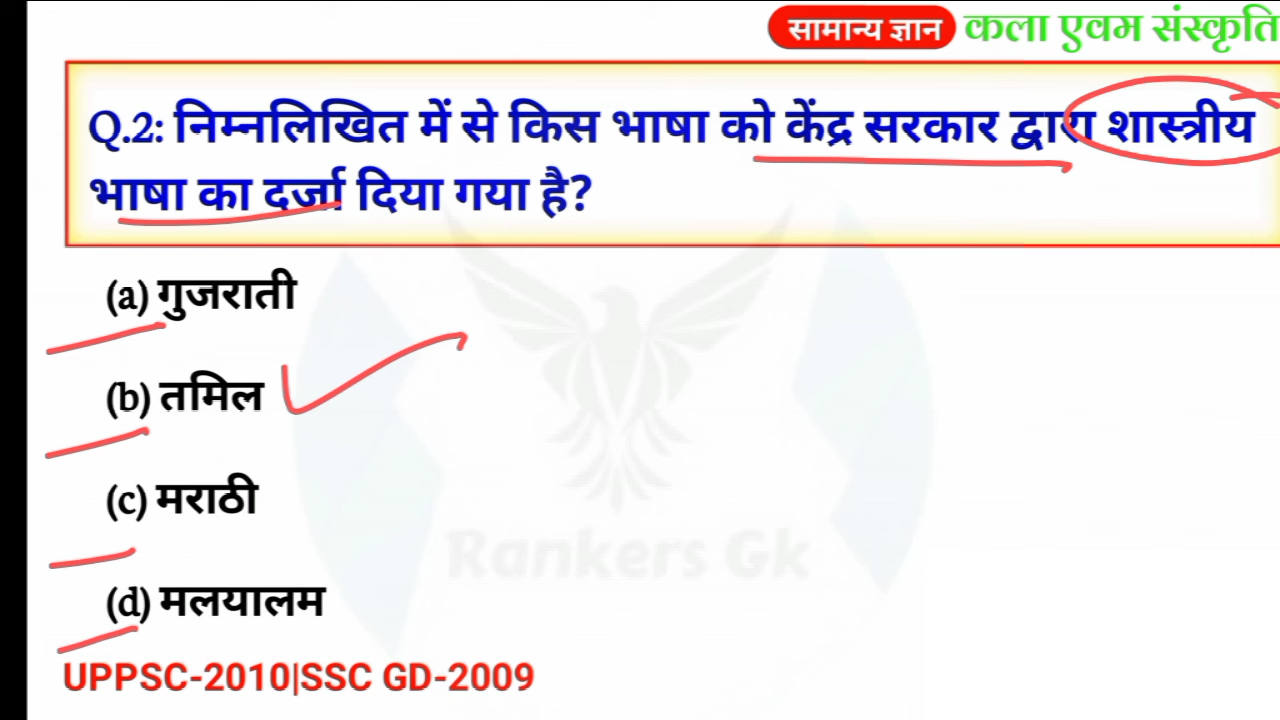 सामान्य ज्ञान कला एवम संस्कृति
Q.2: निम्नलिखित में से किस भाषा को केंद्र सरकार द्वारा शास्त्रीय
भाषा का दर्जा दिया गया है?
(a) गुजराती
(b) तमिल
(c) मराठी
Rankers Gk
(d) मलयालम
UPPSC-2010|SSC GD-2009